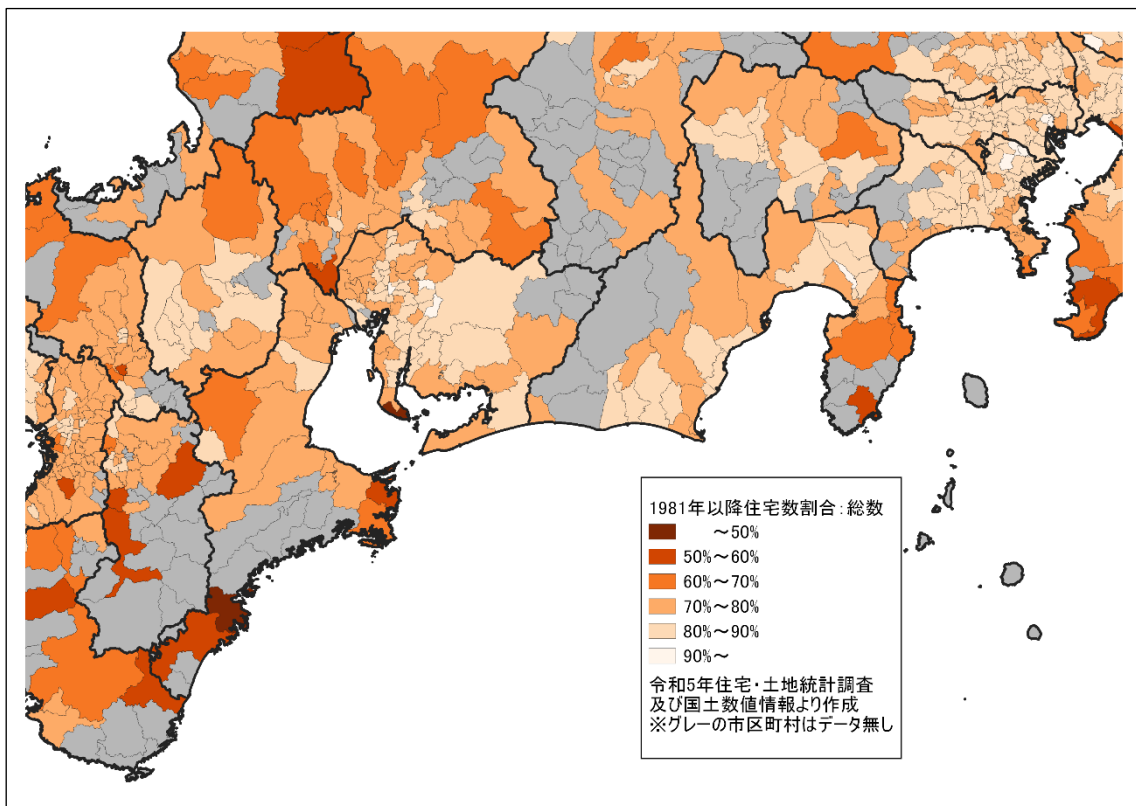 1981年以降住宅数割合：総数
～50%
50%～60%
60%～70%
70%～80%
80%～90%
90%～
令和5年住宅・土地統計調査
及び国土数値情報より作成
※グレーの市区町村はデータ無し